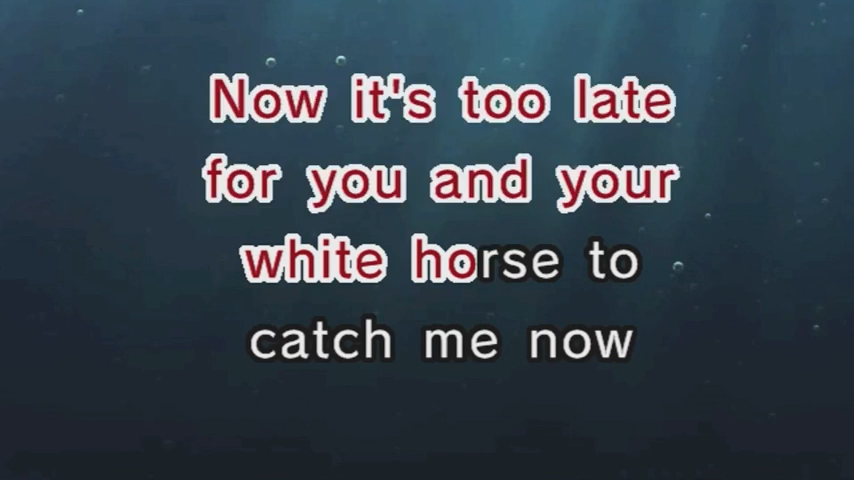 Now it's too late
for you and your
white horse to
catch me now